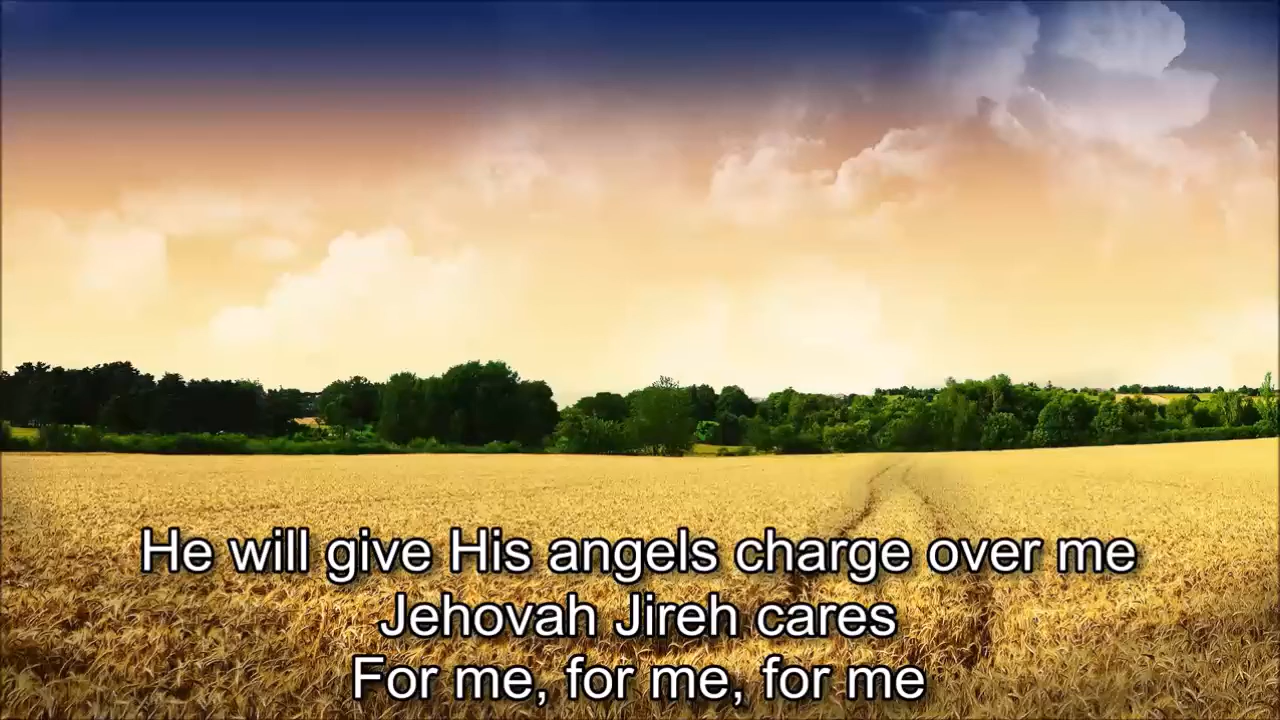 He will give His angels charge over me
Jehovah Jireh cares
For me, for me, for me